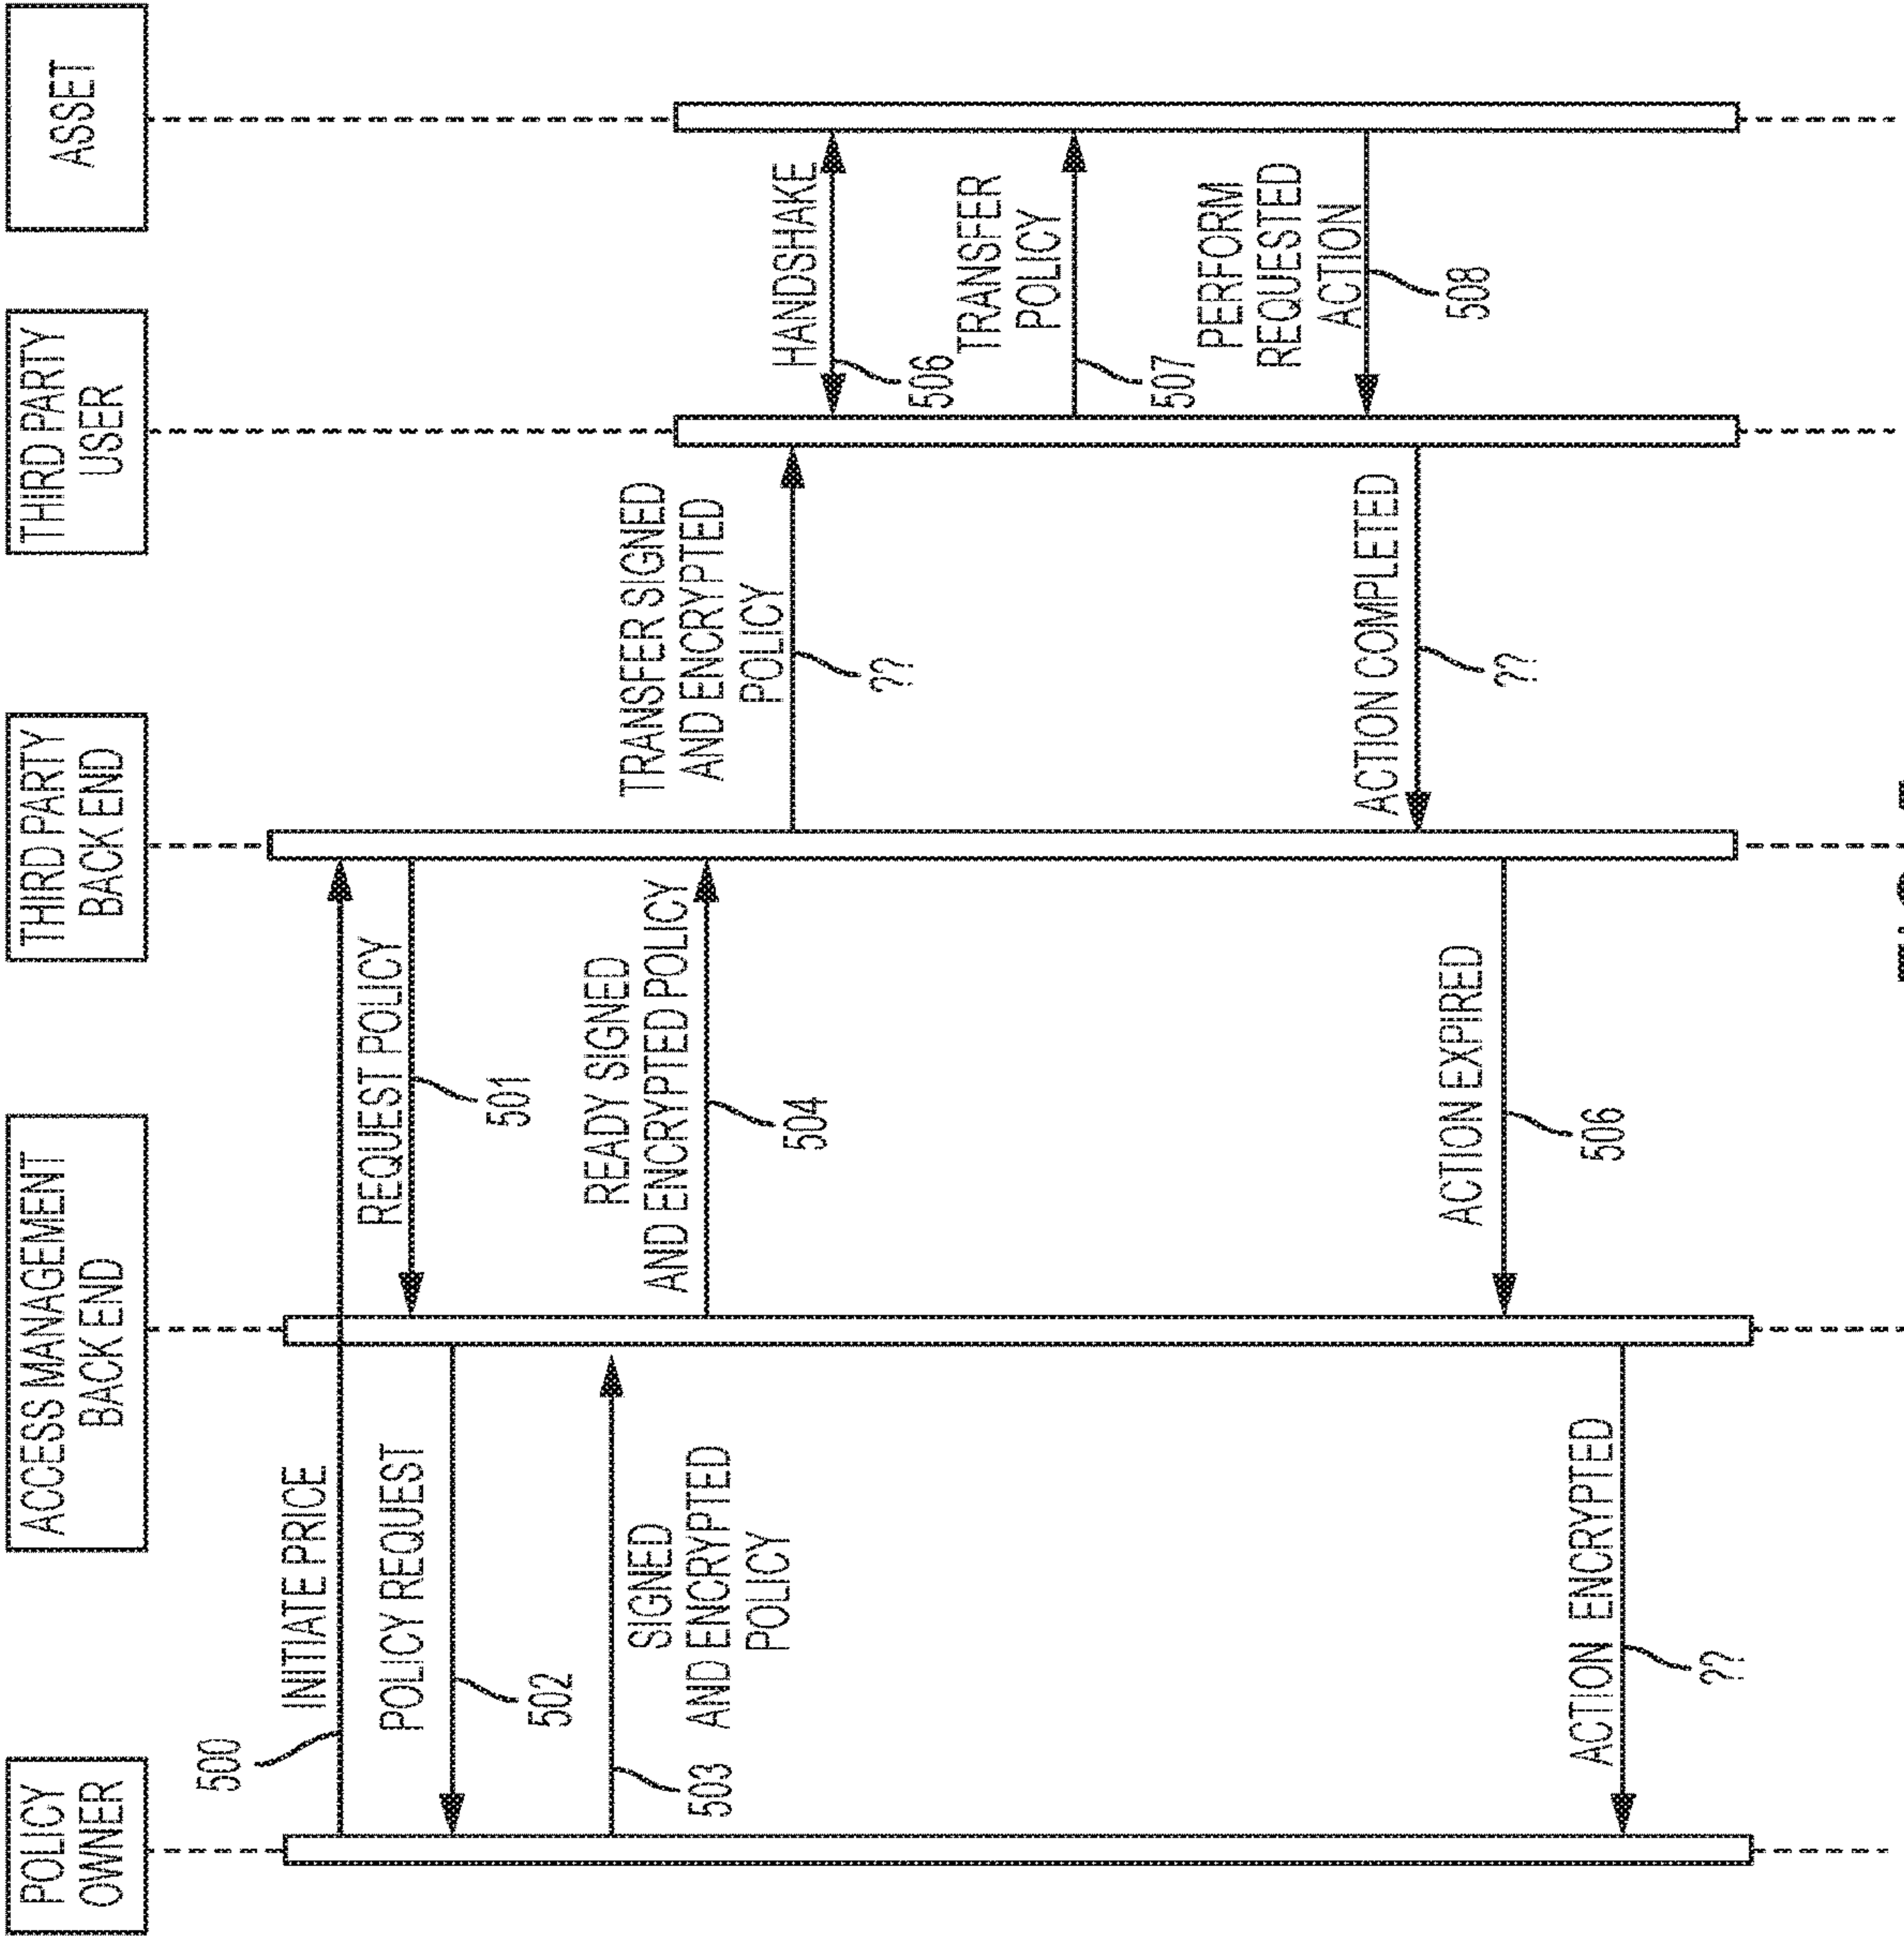 POLICY
OWNER
ACCESS MANAGEMENT
BACK END
THIRD PARTY
BACK END
THIRD PARTY
USER
ASSET
500
INITIATE PRICE
REQUEST POLICY
501
POLICY REQUEST
502
503
SIGNED
AND ENCRYPTED
POLICY
READY SIGNED
AND ENCRYPTED POLICY
504
TRANSFER SIGNED
AND ENCRYPTED
POLICY
??
HANDSHAKE
506
TRANSFER
POLICY
507
PERFORM
REQUESTED
ACTION
508
ACTION COMPLETED
??
ACTION EXPIRED
506
ACTION ENCRYPTED
??